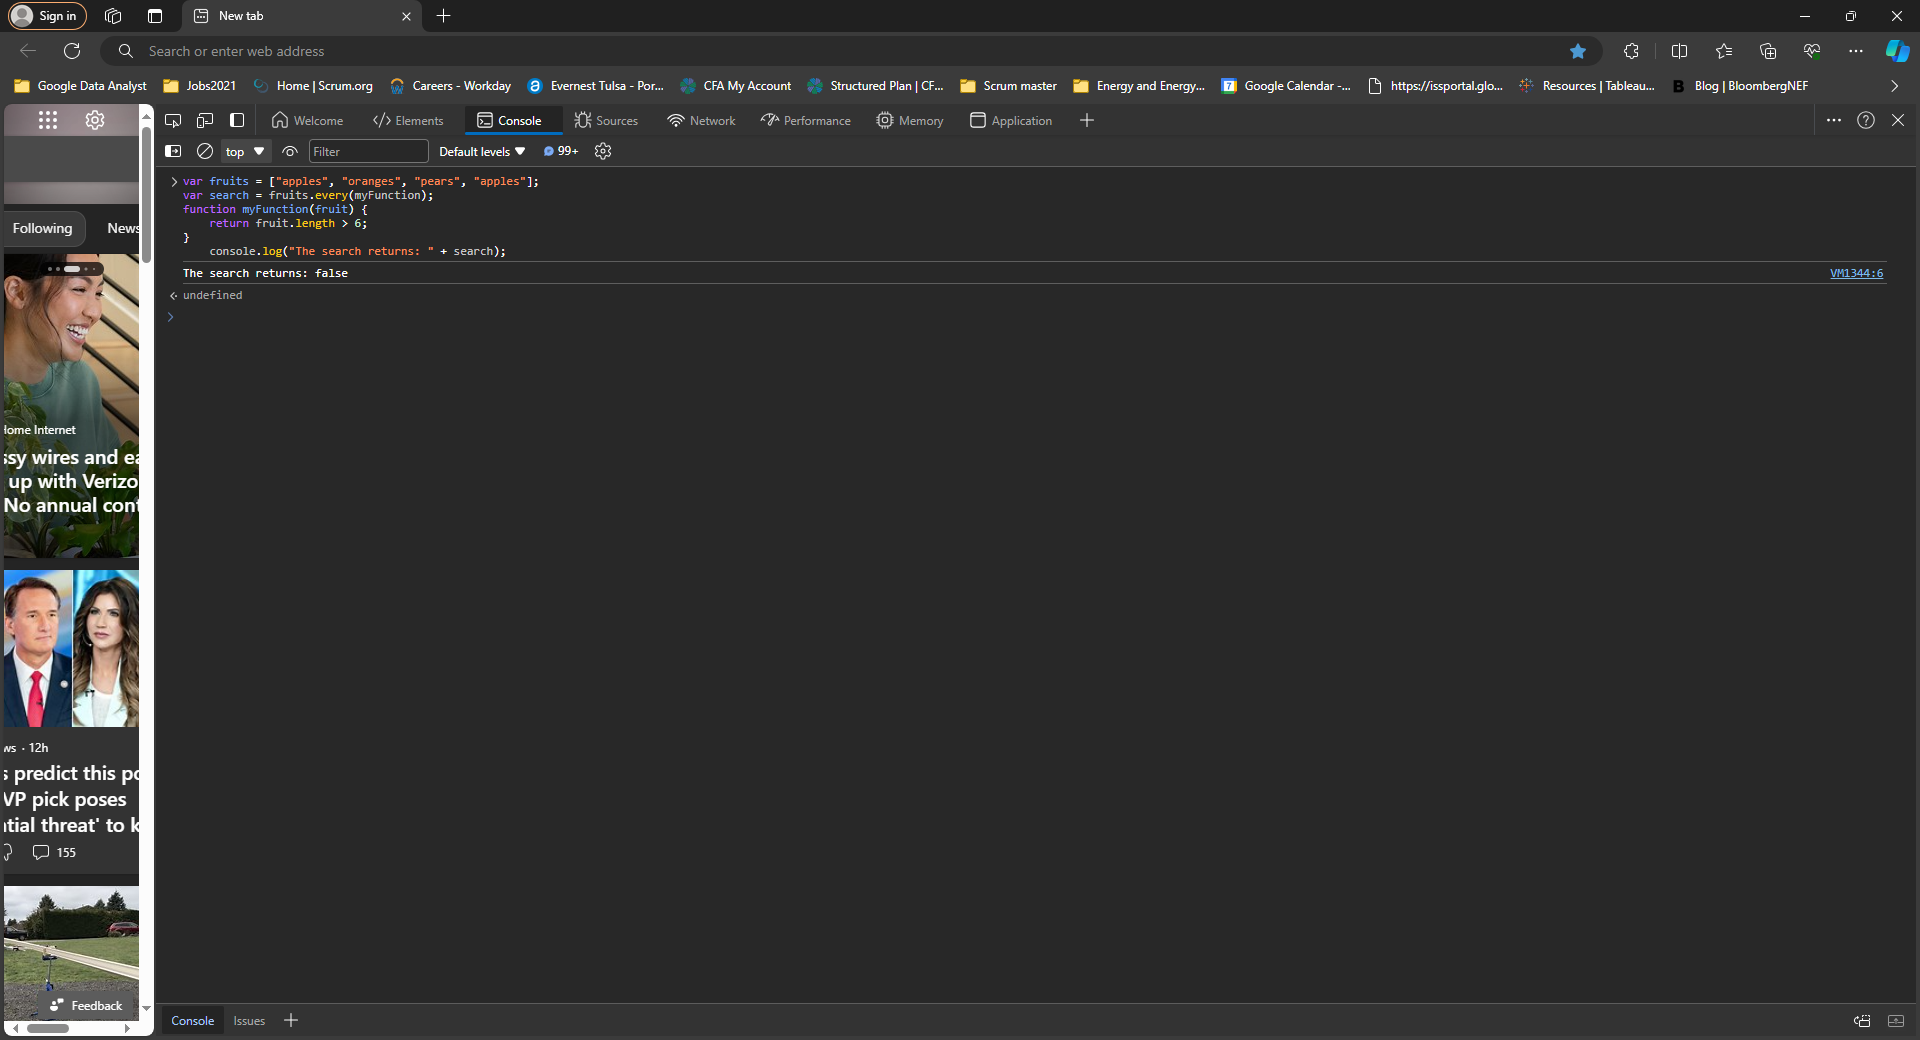 Sign in
New tab
Search or enter web address
Google Data Analyst
Jobs2021
Home | Scrum.org
Careers - Workday
Evernest Tulsa - Por...
CFA My Account
Structured Plan | CF...
Scrum master
Energy and Energy...
Google Calendar -...
https://issportal.glo...
Resources | Tableau...
Blog | BloombergNEF
Welcome
Elements
Console
Sources
Network
Performance
Memory
Application
top
Filter
Default levels
99+
var fruits = ["apples", "oranges", "pears", "apples"];
var search = fruits.every(myFunction);
function myFunction(fruit) {
    return fruit.length > 6;
}
    console.log("The search returns: " + search);
The search returns: false
VM1344:6
undefined
Following
News
Home Internet
ssy wires and ea
up with Verizo
No annual cont
ws · 12h
s predict this po
VP pick poses
ntial threat' to k
155
Feedback
Console
Issues